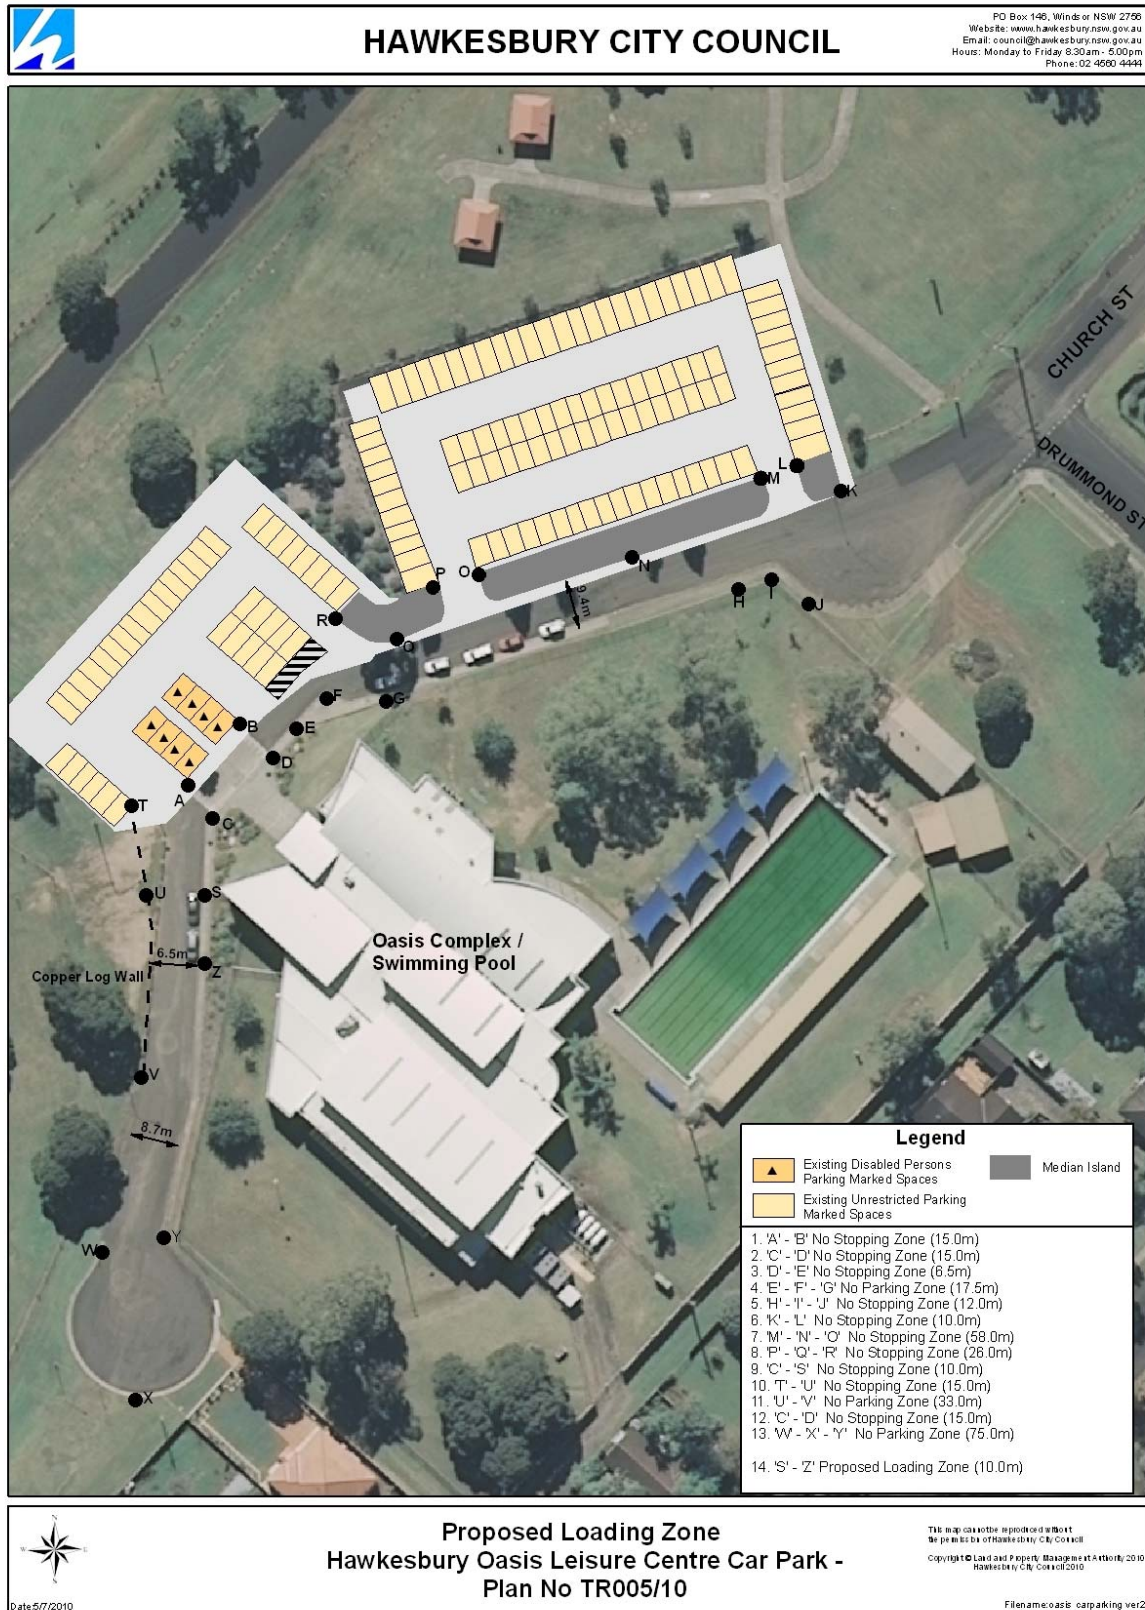 HAWKESBURY CITY COUNCIL
PO Box 146, Windsor NSW 2756
Website: www.hawkesbury.nsw.gov.au
Email: council@hawkesbury.nsw.gov.au
Hours: Monday to Friday 8.30am - 5.00pm
Phone: 02 4560 4444
CHURCH ST
DRUMMOND ST
L
M
K
P
O
N
9.4m
H
I
J
R
Q
F
G
B
E
D
A
T
C
U
S
6.5m
Z
Copper Log Wall
Oasis Complex /
Swimming Pool
V
8.7m
W
Y
X
Legend
Existing Disabled Persons
Parking Marked Spaces
Median Island
Existing Unrestricted Parking
Marked Spaces
1. 'A' - 'B' No Stopping Zone (15.0m)
2. 'C' - 'D' No Stopping Zone (15.0m)
3. 'D' - 'E' No Stopping Zone (6.5m)
4. 'E' - 'F' - 'G' No Parking Zone (17.5m)
5. 'H' - 'I' - 'J' No Stopping Zone (12.0m)
6. 'K' - 'L' No Stopping Zone (10.0m)
7. 'M' - 'N' - 'O' No Stopping Zone (58.0m)
8. 'P' - 'Q' - 'R' No Stopping Zone (26.0m)
9. 'C' - 'S' No Stopping Zone (10.0m)
10. 'T' - 'U' No Stopping Zone (15.0m)
11. 'U' - 'V' No Parking Zone (33.0m)
12. 'C' - 'D' No Stopping Zone (15.0m)
13. 'W' - 'X' - 'Y' No Parking Zone (75.0m)
14. 'S' - 'Z' Proposed Loading Zone (10.0m)
N
W
E
S
Date:5/7/2010
Proposed Loading Zone
Hawkesbury Oasis Leisure Centre Car Park -
Plan No TR005/10
This map cannot be reproduced without
the permission of Hawkesbury City Council
Copyright © Land and Property Management Authority 2010
Hawkesbury City Council 2010
Filename:oasis carparking ver2